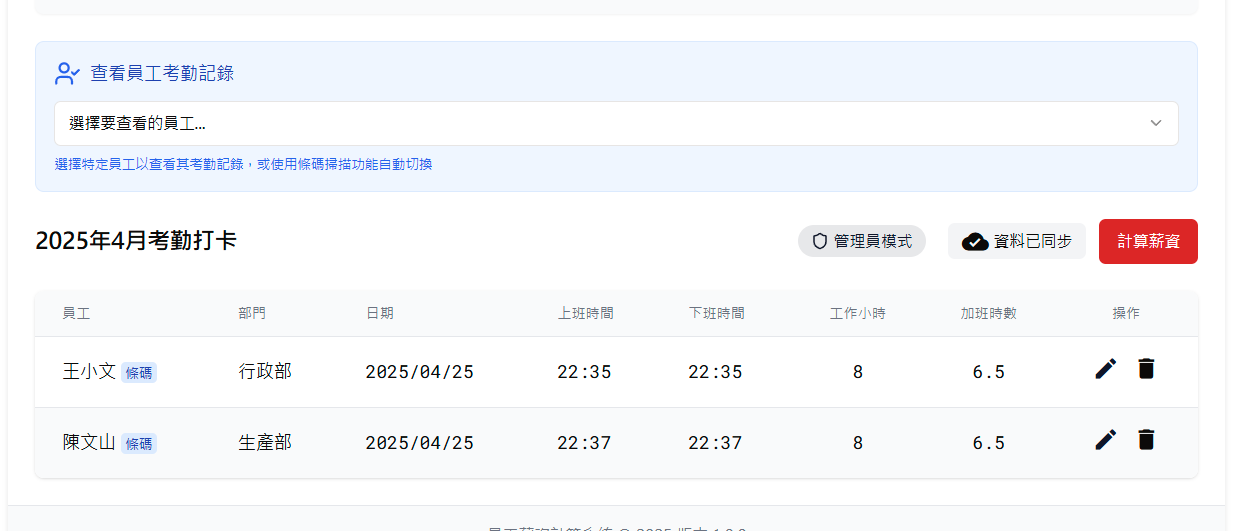 查看員工考勤記錄
選擇要查看的員工...
選擇特定員工以查看其考勤記錄，或使用條碼掃描功能自動切換
2025年4月考勤打卡 管理員模式 資料已同步 計算薪資
員工 部門 日期 上班時間 下班時間 工作小時 加班時數 操作
王小文 條碼 行政部 2025/04/25 22:35 22:35 8 6.5
陳文山 條碼 生產部 2025/04/25 22:37 22:37 8 6.5